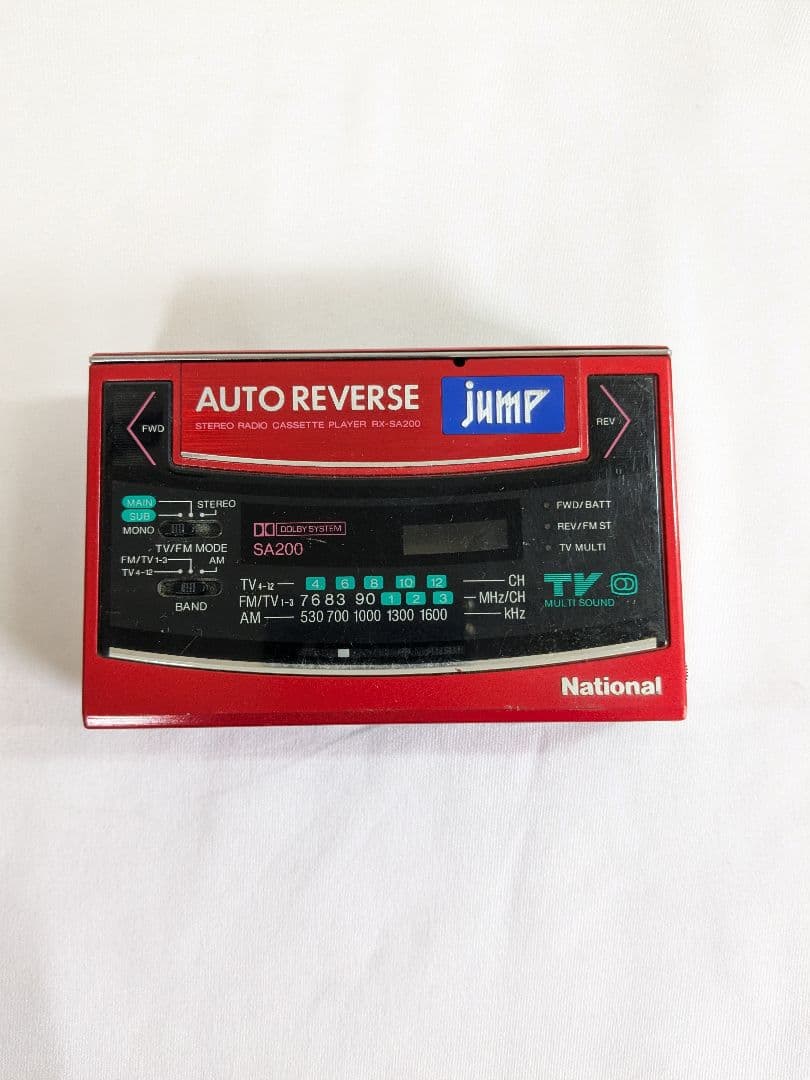 AUTO REVERSE
STEREO RADIO CASSETTE PLAYER RX-SA200
jump
FWD
REV
MAIN
SUB
MONO
STEREO
TV/FM MODE
FM/TV1-3
TV4-12
AM
BAND
DOLBY SYSTEM
SA200
FWD/BATT
REV/FM ST
TV MULTI
TV4-12 4 6 8 10 12 CH
FM/TV1-3 76 83 90 1 2 3 MHz/CH
AM 530 700 1000 1300 1600 kHz
TV
MULTI SOUND
National